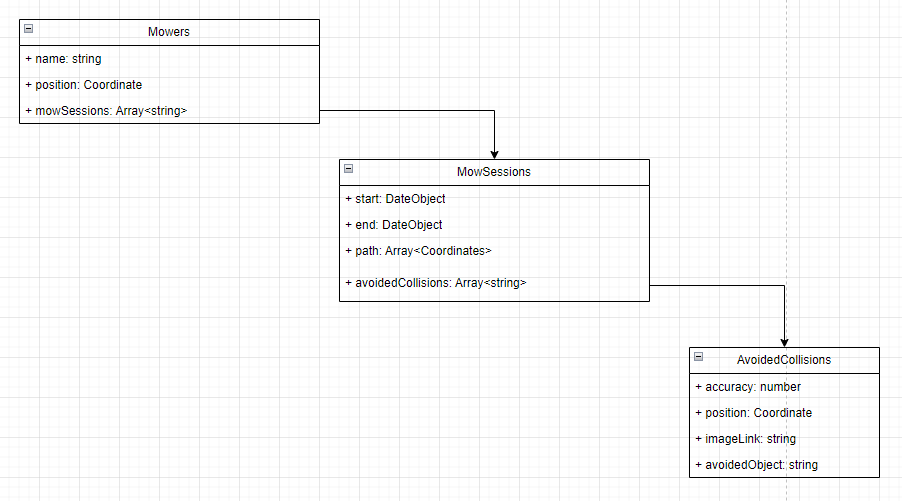 Mowers
+ name: string
+ position: Coordinate
+ mowSessions: Array<string>
MowSessions
+ start: DateObject
+ end: DateObject
+ path: Array<Coordinates>
+ avoidedCollisions: Array<string>
AvoidedCollisions
+ accuracy: number
+ position: Coordinate
+ imageLink: string
+ avoidedObject: string